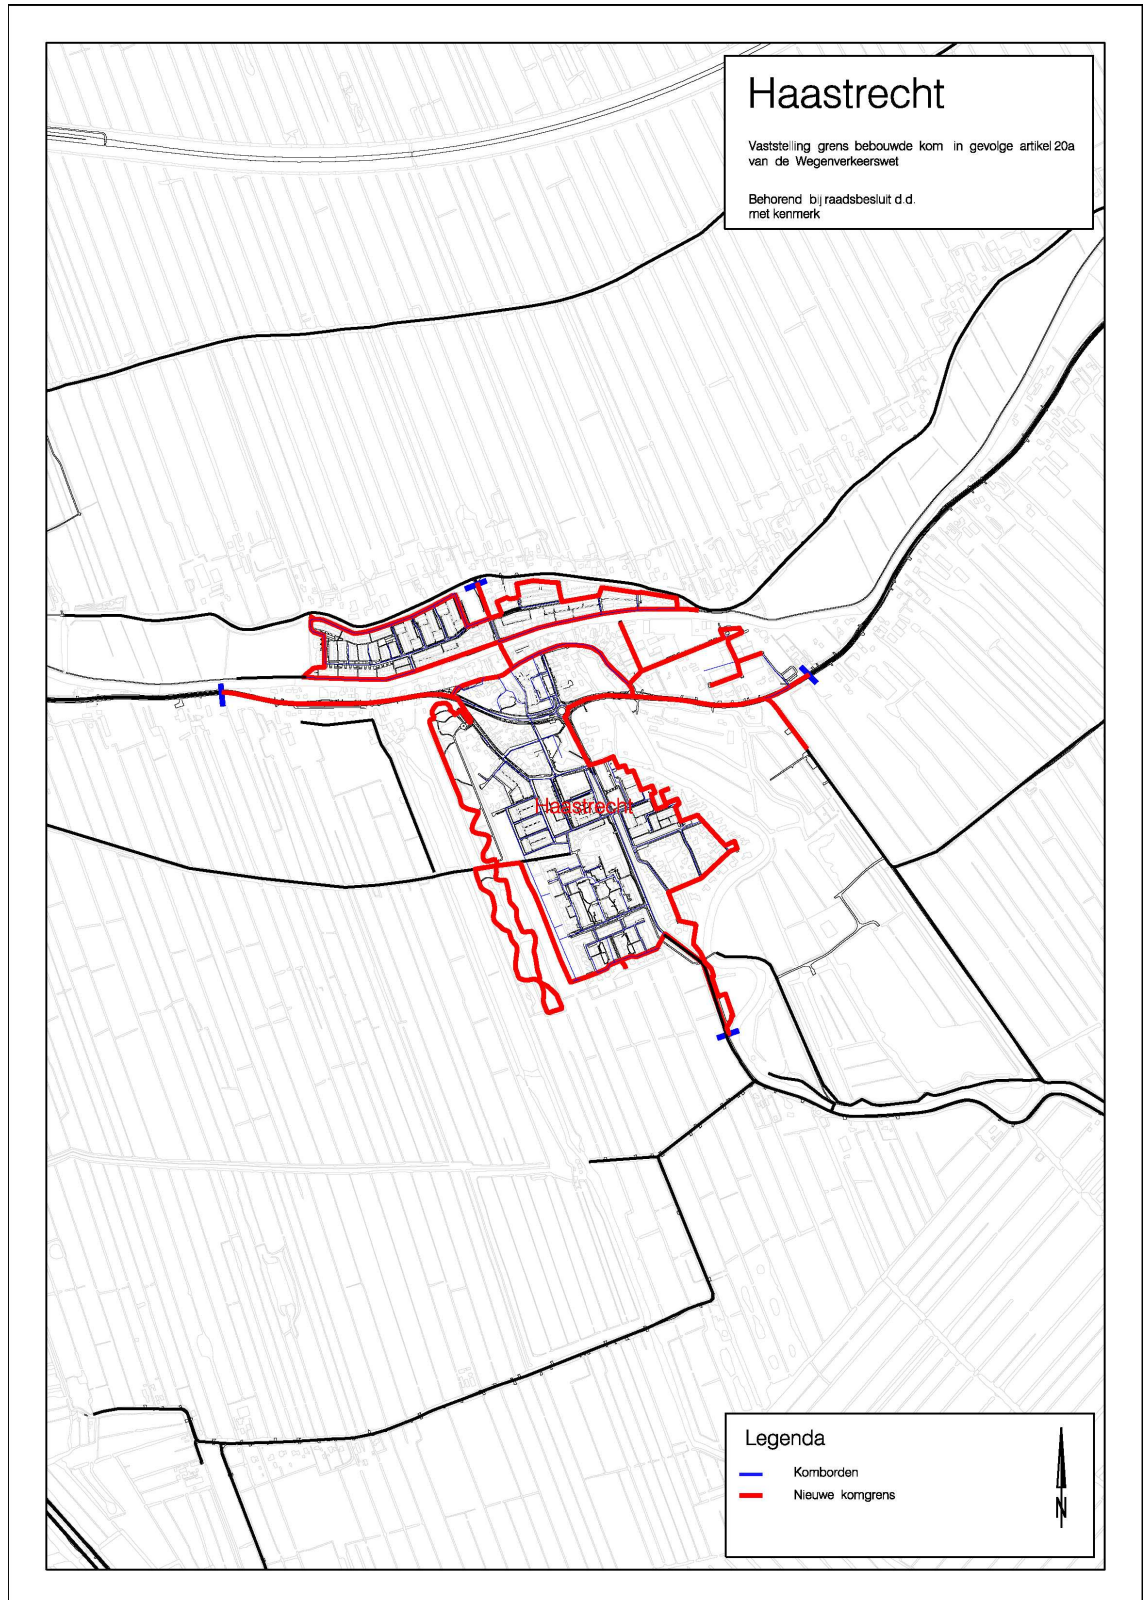 Haastrecht
Vaststelling grens bebouwde kom in gevolge artikel 20a
van de Wegenverkeerswet
Behorend bij raadsbesluit d.d.
met kenmerk
Haastrecht
Legenda
Komborden
Nieuwe komgrens
N